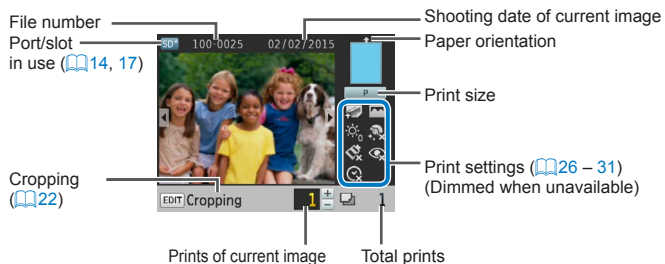 File number
Shooting date of current image
Port/slot
in use (14, 17)
Paper orientation
SD
100-0025
02/02/2015
P
Print size
Print settings (26 – 31)
(Dimmed when unavailable)
Cropping
(22)
EDIT Cropping
1
+
−
1
Prints of current image
Total prints